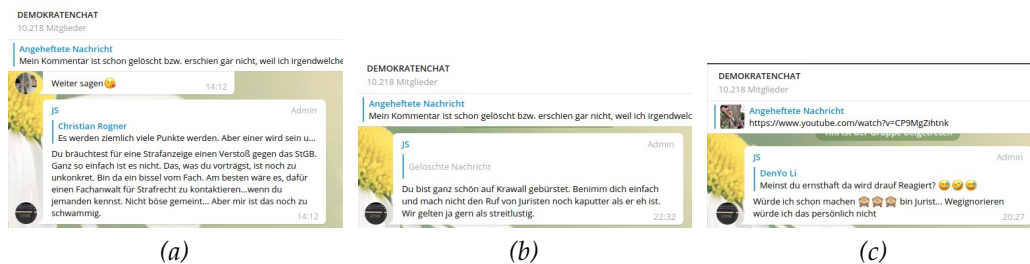 DEMOKRATENCHAT
10.218 Mitglieder
Angeheftete Nachricht
Mein Kommentar ist schon gelöscht bzw. erschien gar nicht, weil ich irgendwelche
Weiter sagen😘
14:12
JS
Admin
Christian Rogner
Es werden ziemlich viele Punkte werden. Aber einer wird sein u...
Du bräuchtest für eine Strafanzeige einen Verstoß gegen das StGB.
Ganz so einfach ist es nicht. Das, was du vorträgst, ist noch zu
unkonkret. Bin da ein bissel vom Fach. Am besten wäre es, dafür
einen Fachanwalt für Strafrecht zu kontaktieren...wenn du
jemanden kennst. Nicht böse gemeint... Aber mir ist das noch zu
schwammig.
14:12
(a)
DEMOKRATENCHAT
10.218 Mitglieder
Angeheftete Nachricht
Mein Kommentar ist schon gelöscht bzw. erschien gar nicht, weil ich irgendwelc
JS
Admin
Gelöschte Nachricht
Du bist ganz schön auf Krawall gebürstet. Benimm dich einfach
und mach nicht den Ruf von Juristen noch kaputter als er eh ist.
Wir gelten ja gern als streitlustig.
22:32
(b)
DEMOKRATENCHAT
10.218 Mitglieder
Angeheftete Nachricht
https://www.youtube.com/watch?v=CP9MgZihtnk
JS
Admin
DenYo Li
Meinst du ernsthaft da wird drauf Reagiert? 😅🤣😅
Würde ich schon machen 🙈🙈🙈 bin Jurist... Wegignorieren
würde ich das persönlich nicht
20:27
(c)